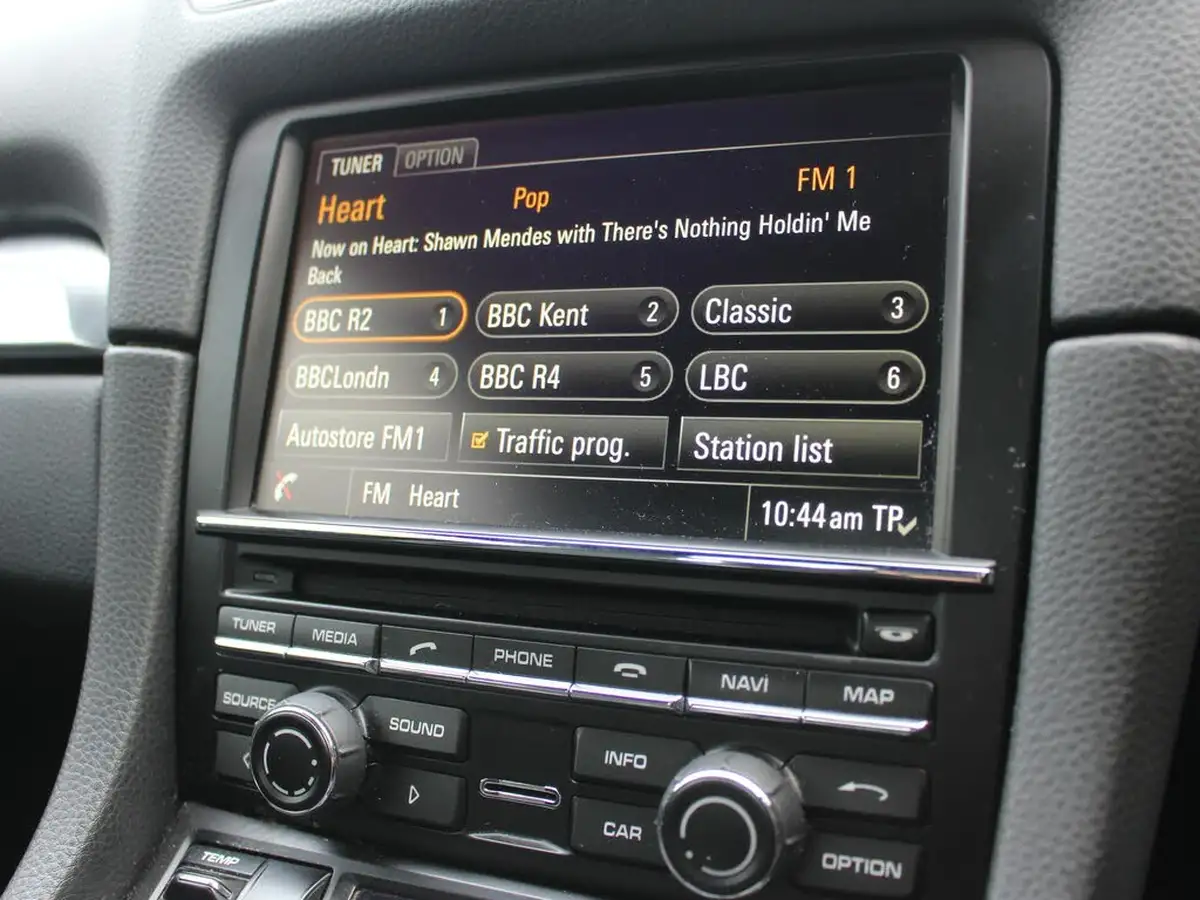 TUNER OPTION
Heart Pop FM 1
Now on Heart: Shawn Mendes with There's Nothing Holdin' Me
Back
BBC R2 1 BBC Kent 2 Classic 3
BBCLondn 4 BBC R4 5 LBC 6
Autostore FM1 Traffic prog. Station list
FM Heart 10:44am TP
TUNER MEDIA PHONE NAVI MAP
SOURCE SOUND INFO
CAR OPTION
TEMP